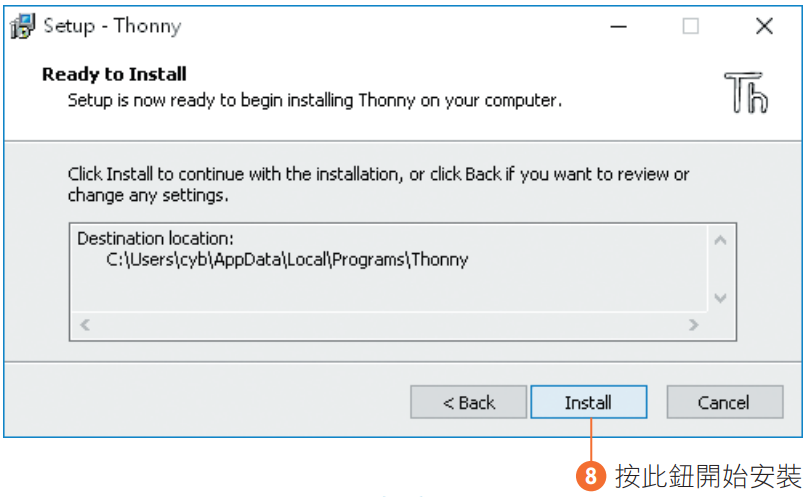 Setup - Thonny
Ready to Install
Setup is now ready to begin installing Thonny on your computer.
Th
Click Install to continue with the installation, or click Back if you want to review or
change any settings.
Destination location:
C:\Users\cyb\AppData\Local\Programs\Thonny
< Back
Install
Cancel
8 按此鈕開始安裝